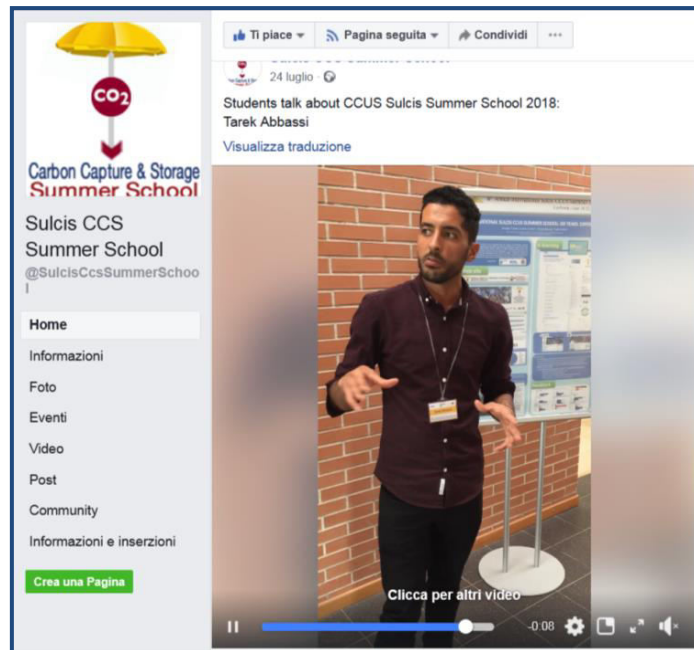 CO2
Carbon Capture & Storage
Summer School
Sulcis CCS
Summer School
@SulcisCcsSummerSchoo
l
Home
Informazioni
Foto
Eventi
Video
Post
Community
Informazioni e inserzioni
Crea una Pagina
Ti piace
Pagina seguita
Condividi
24 luglio
Students talk about CCUS Sulcis Summer School 2018:
Tarek Abbassi
Visualizza traduzione
Clicca per altri video
-0:08